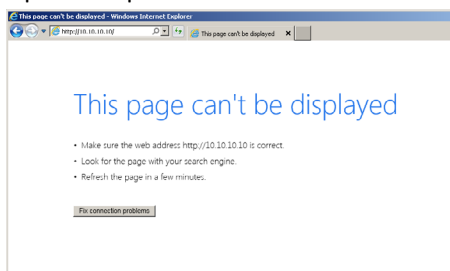 This page can't be displayed - Windows Internet Explorer
http://10.10.10.10/
This page can't be displayed
This page can't be displayed
• Make sure the web address http://10.10.10.10 is correct.
• Look for the page with your search engine.
• Refresh the page in a few minutes.
Fix connection problems